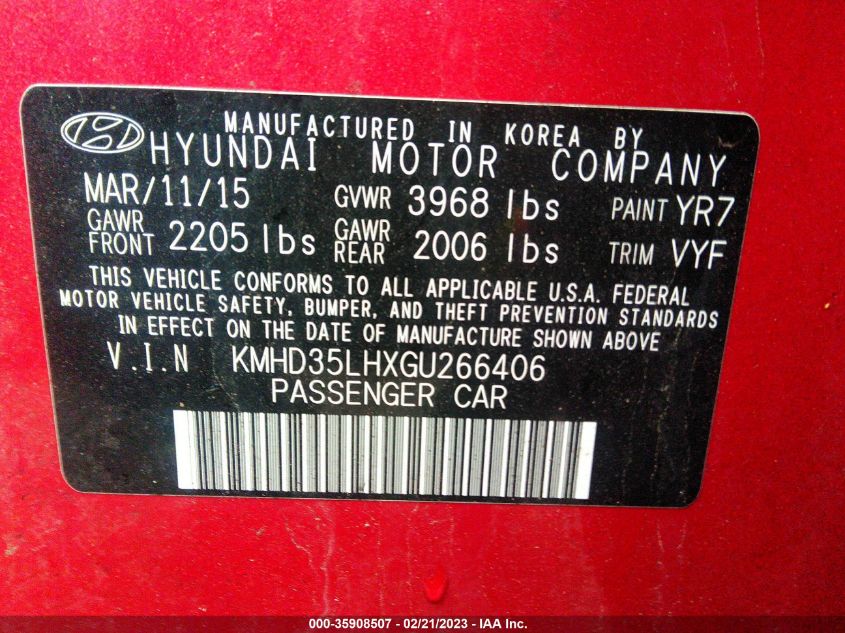 MANUFACTURED IN KOREA BY
HYUNDAI MOTOR COMPANY
MAR/11/15 GVWR 3968 lbs PAINT YR7
GAWR FRONT 2205 lbs GAWR REAR 2006 lbs TRIM VYF
THIS VEHICLE CONFORMS TO ALL APPLICABLE U.S.A. FEDERAL
MOTOR VEHICLE SAFETY, BUMPER, AND THEFT PREVENTION STANDARDS
IN EFFECT ON THE DATE OF MANUFACTURE SHOWN ABOVE
V.I.N KMHD35LHXGU266406
PASSENGER CAR
000-35908507 - 02/21/2023 - IAA Inc.